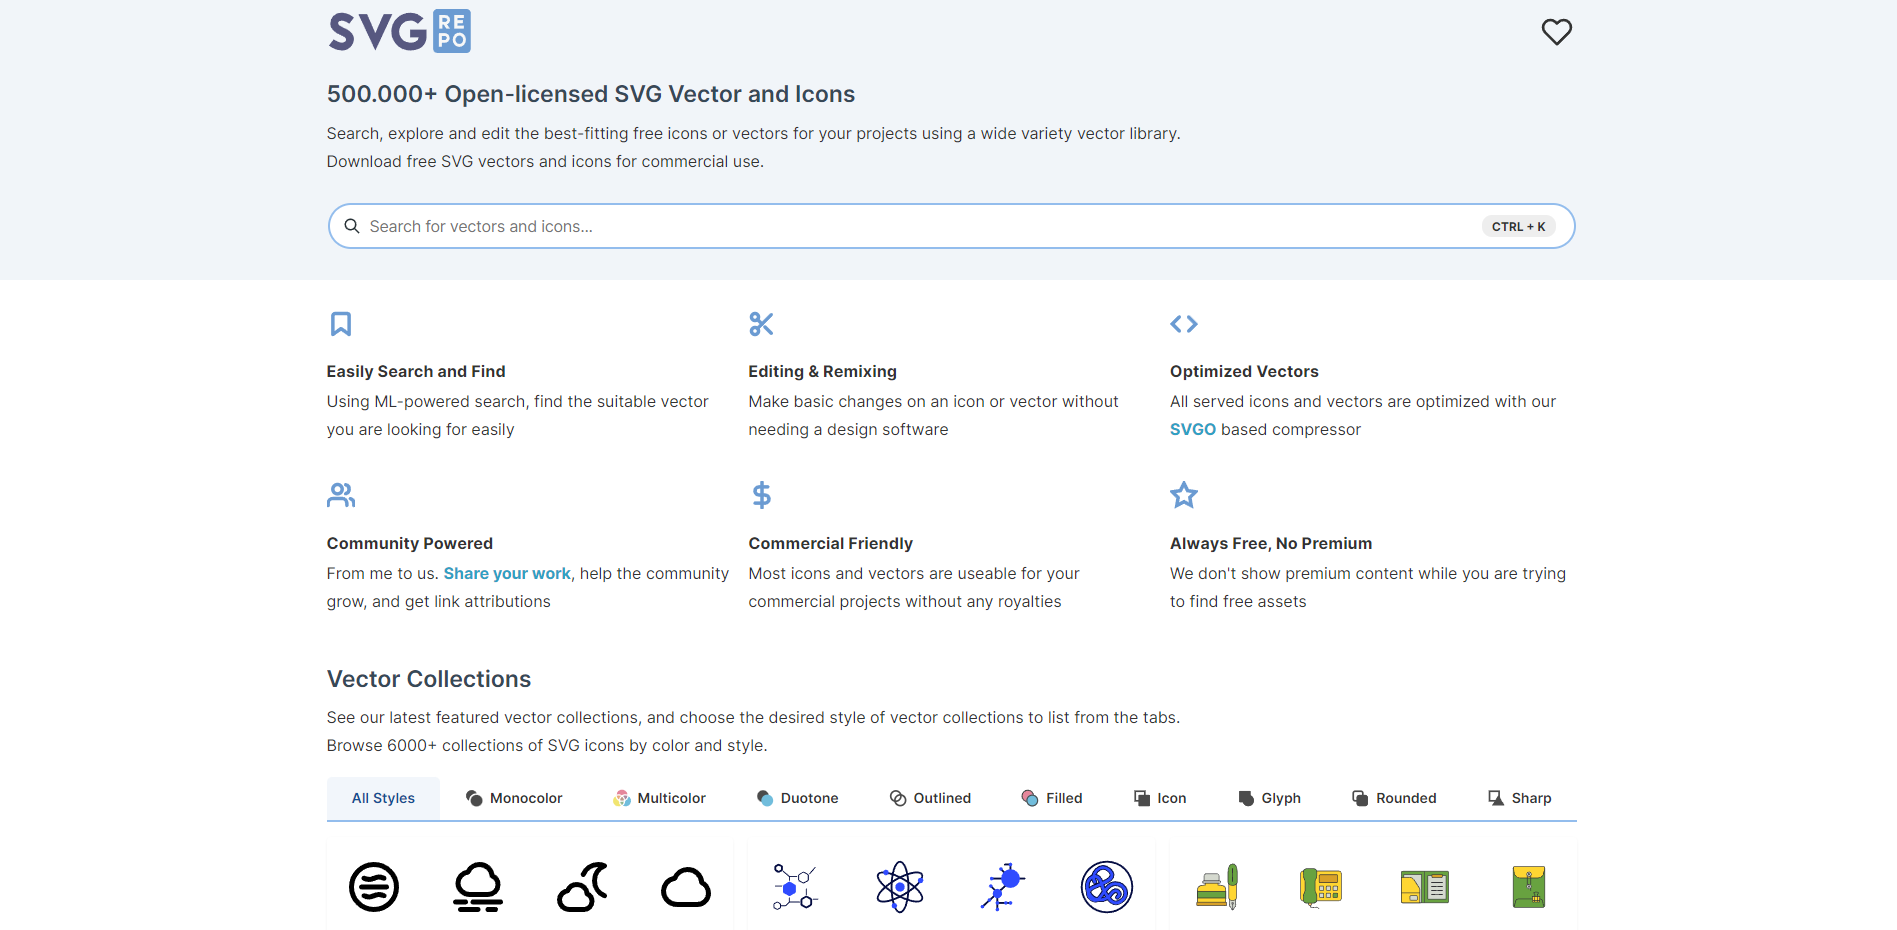 SVG REPO
500.000+ Open-licensed SVG Vector and Icons
Search, explore and edit the best-fitting free icons or vectors for your projects using a wide variety vector library.
Download free SVG vectors and icons for commercial use.
Search for vectors and icons...
CTRL + K
Easily Search and Find
Using ML-powered search, find the suitable vector
you are looking for easily
Editing & Remixing
Make basic changes on an icon or vector without
needing a design software
Optimized Vectors
All served icons and vectors are optimized with our
SVGO based compressor
Community Powered
From me to us. Share your work, help the community
grow, and get link attributions
Commercial Friendly
Most icons and vectors are useable for your
commercial projects without any royalties
Always Free, No Premium
We don't show premium content while you are trying
to find free assets
Vector Collections
See our latest featured vector collections, and choose the desired style of vector collections to list from the tabs.
Browse 6000+ collections of SVG icons by color and style.
All Styles
Monocolor
Multicolor
Duotone
Outlined
Filled
Icon
Glyph
Rounded
Sharp